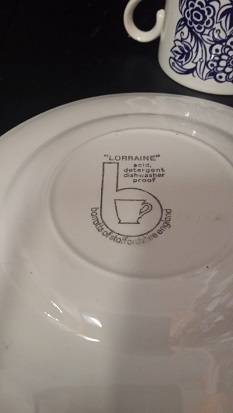 "LORRAINE"
acid,
detergent
dishwasher
proof
b
barratts of staffordshire england